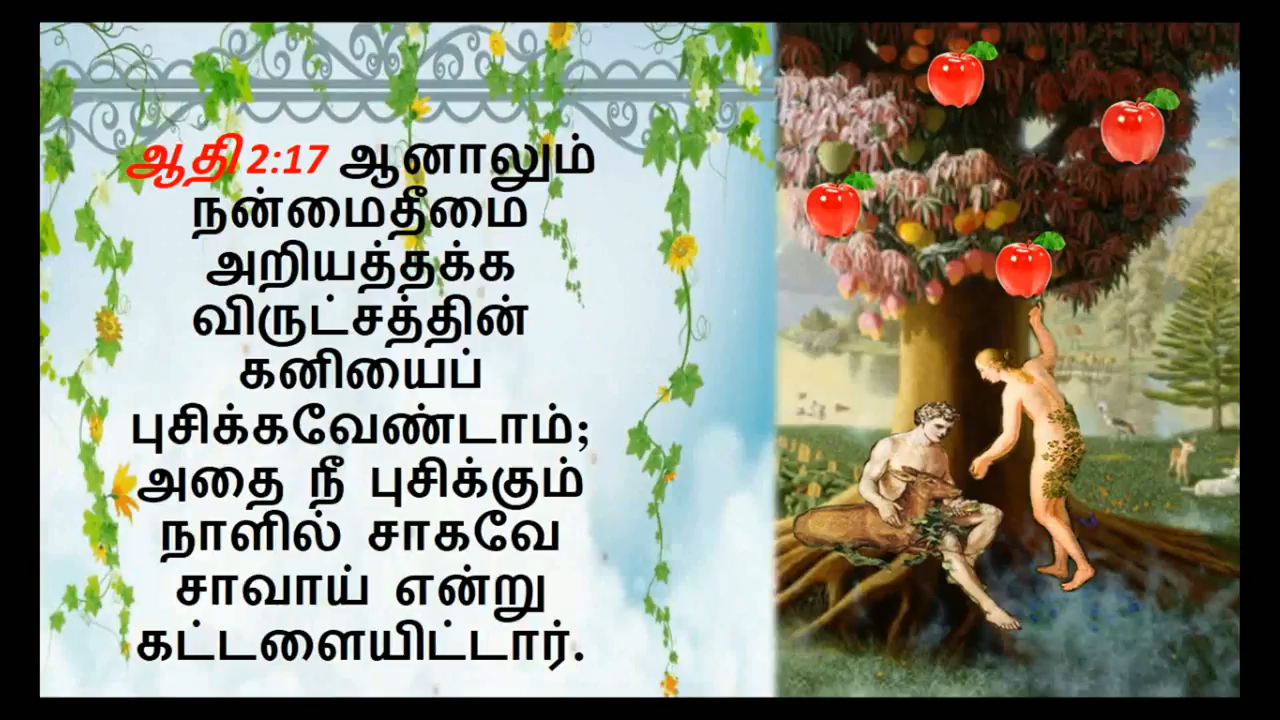 ஆதி 2:17 ஆனாலும்
நன்மைதீமை
அறியத்தக்க
விருட்சத்தின்
கனியைப்
புசிக்கவேண்டாம்;
அதை நீ புசிக்கும்
நாளில் சாகவே
சாவாய் என்று
கட்டளையிட்டார்.